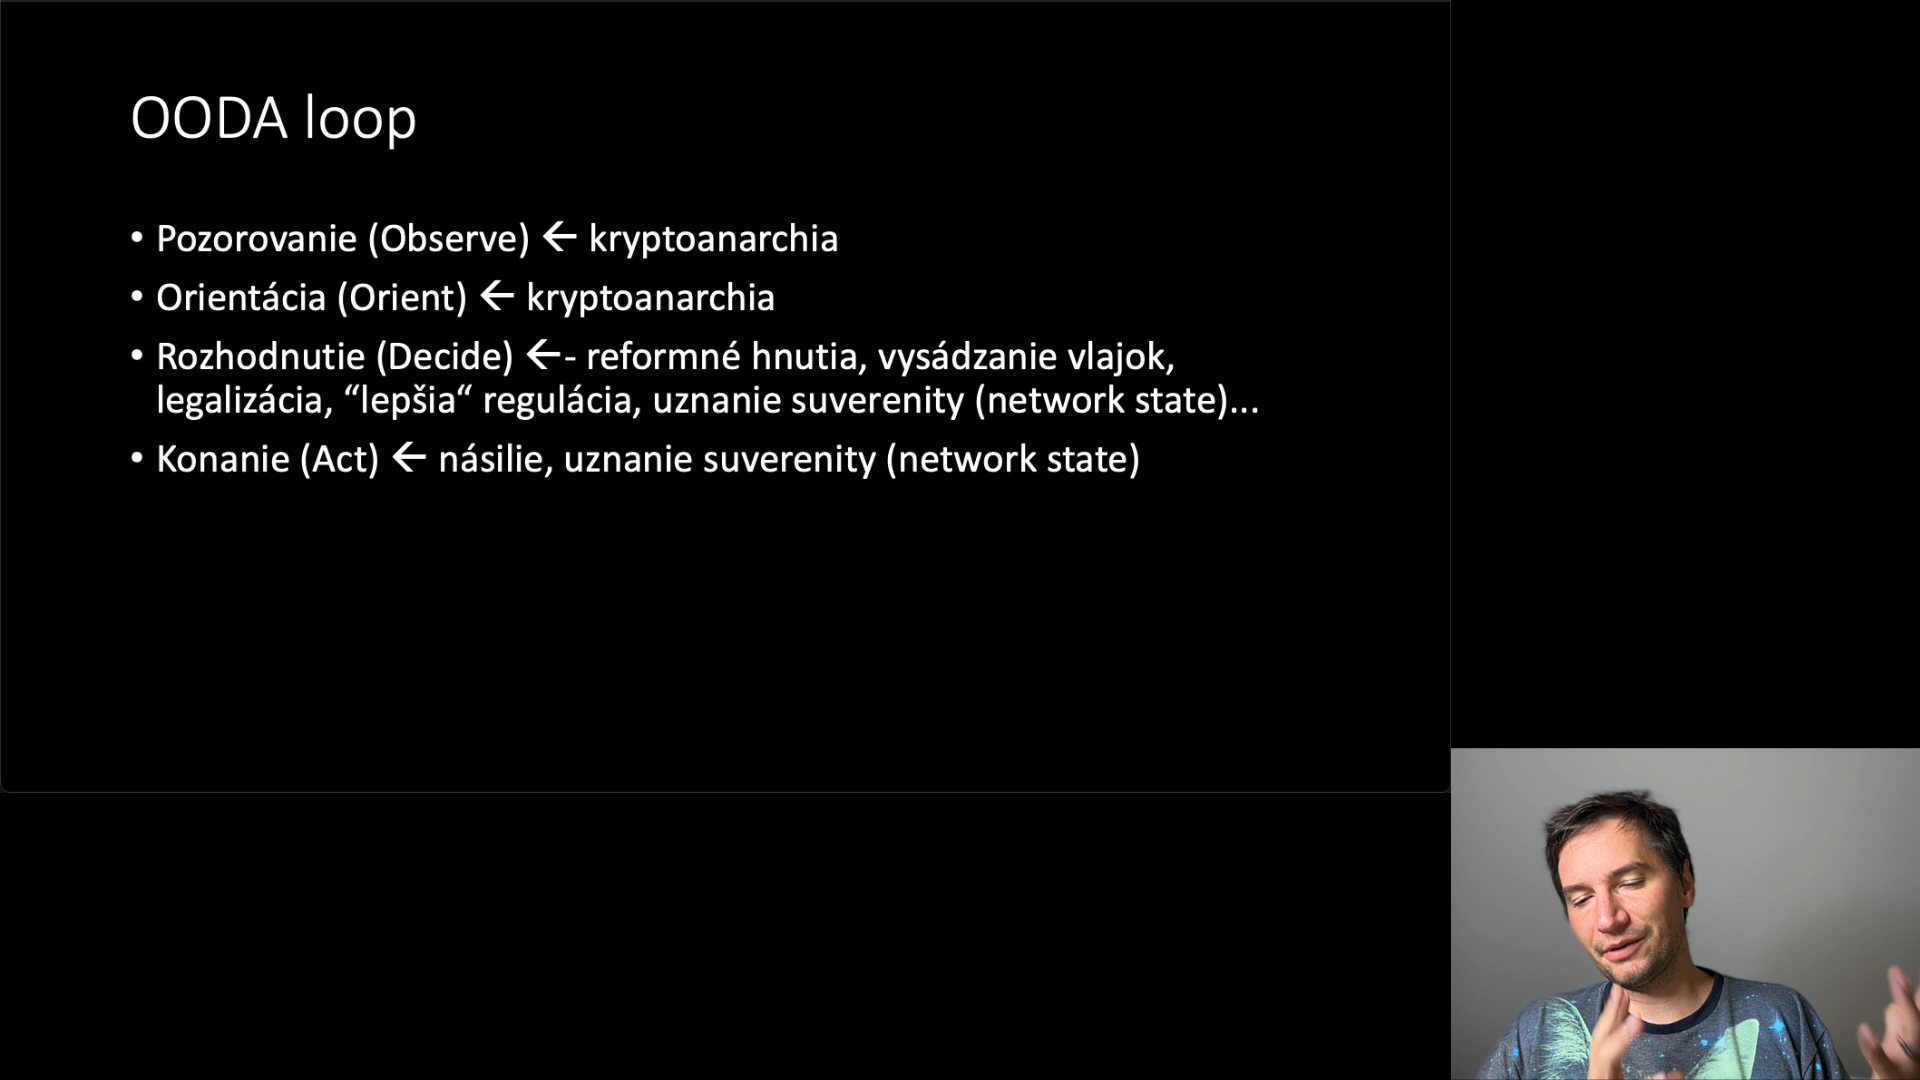 OODA loop
• Pozorovanie (Observe) ← kryptoanarchia
• Orientácia (Orient) ← kryptoanarchia
• Rozhodnutie (Decide) ←- reformné hnutia, vysádzanie vlajok,
legalizácia, “lepšia“ regulácia, uznanie suverenity (network state)...
• Konanie (Act) ← násilie, uznanie suverenity (network state)